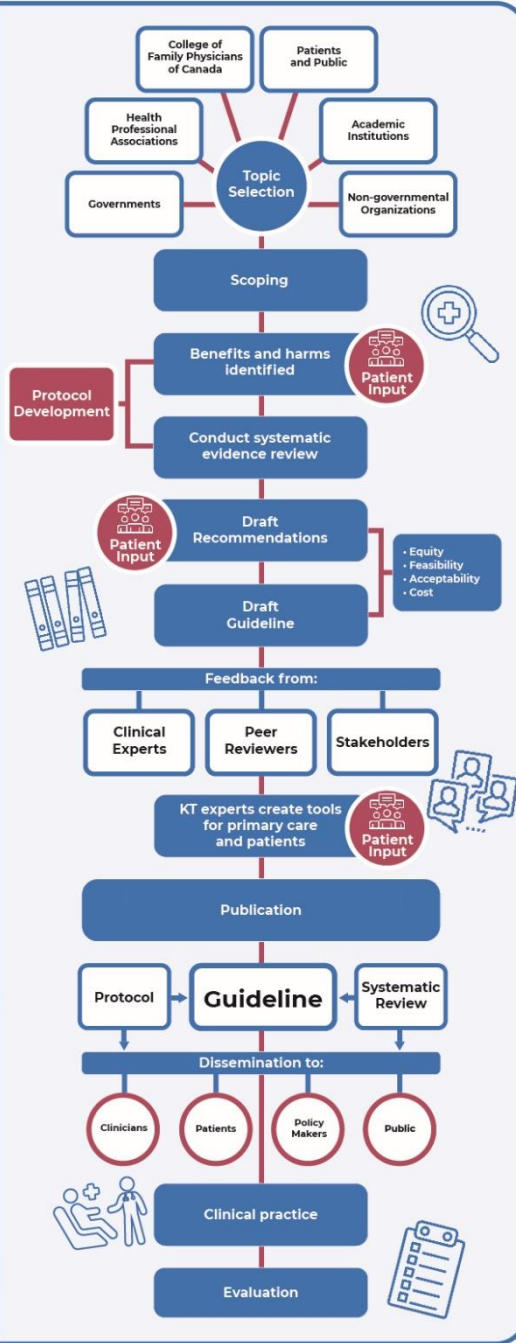 College of
Family Physicians
of Canada
Patients
and Public
Health
Professional
Associations
Academic
Institutions
Governments
Topic
Selection
Non-governmental
Organizations
Scoping
Benefits and harms
identified
Patient
Input
Protocol
Development
Conduct systematic
evidence review
Patient
Input
Draft
Recommendations
• Equity
• Feasibility
• Acceptability
• Cost
Draft
Guideline
Feedback from:
Clinical
Experts
Peer
Reviewers
Stakeholders
KT experts create tools
for primary care
and patients
Patient
Input
Publication
Protocol
Guideline
Systematic
Review
Dissemination to:
Clinicians
Patients
Policy
Makers
Public
Clinical practice
Evaluation